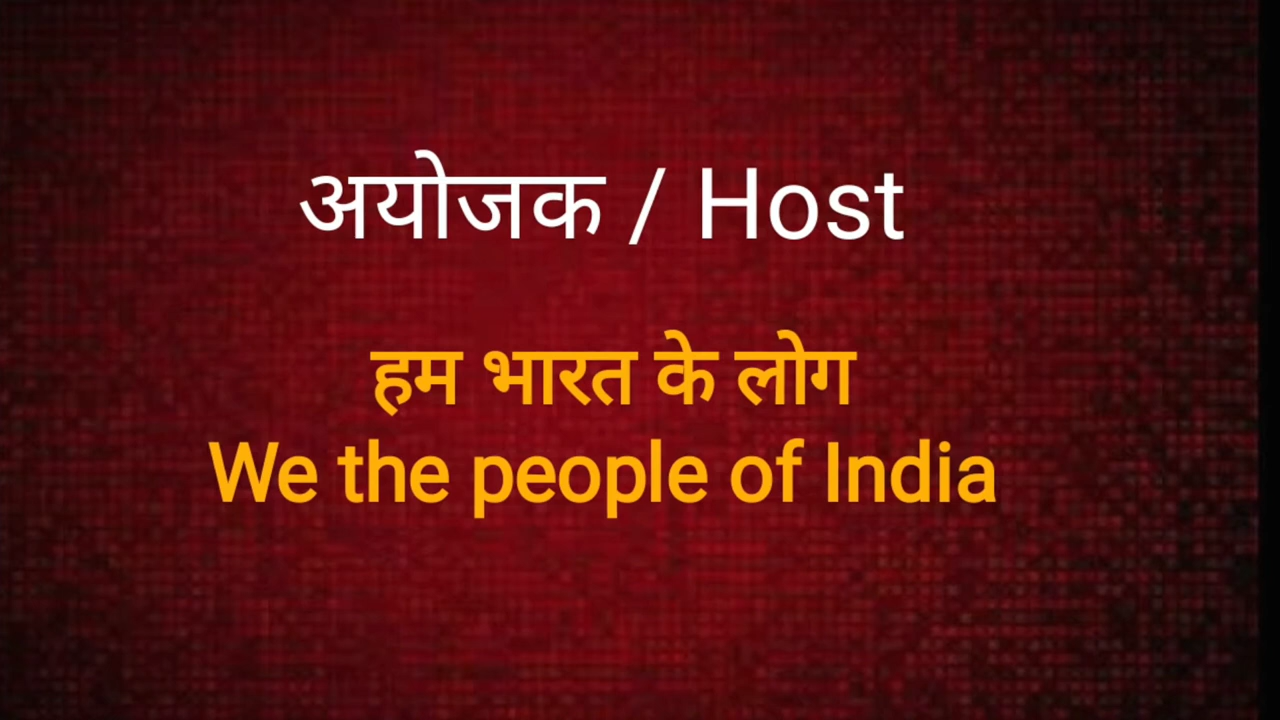 अयोजक / Host
हम भारत के लोग
We the people of India